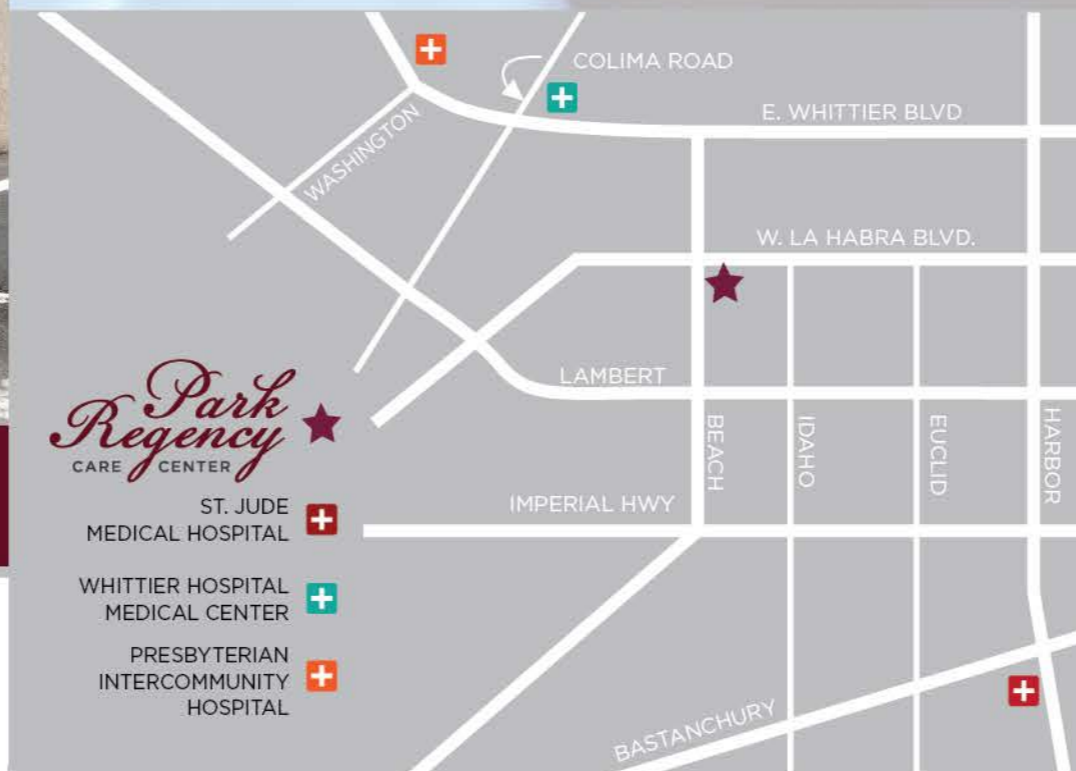 COLIMA ROAD
E. WHITTIER BLVD
WASHINGTON
W. LA HABRA BLVD.
LAMBERT
BEACH
IDAHO
EUCLID
HARBOR
IMPERIAL HWY
BASTANCHURY
Park
Regency
CARE CENTER
ST. JUDE
MEDICAL HOSPITAL
WHITTIER HOSPITAL
MEDICAL CENTER
PRESBYTERIAN
INTERCOMMUNITY
HOSPITAL